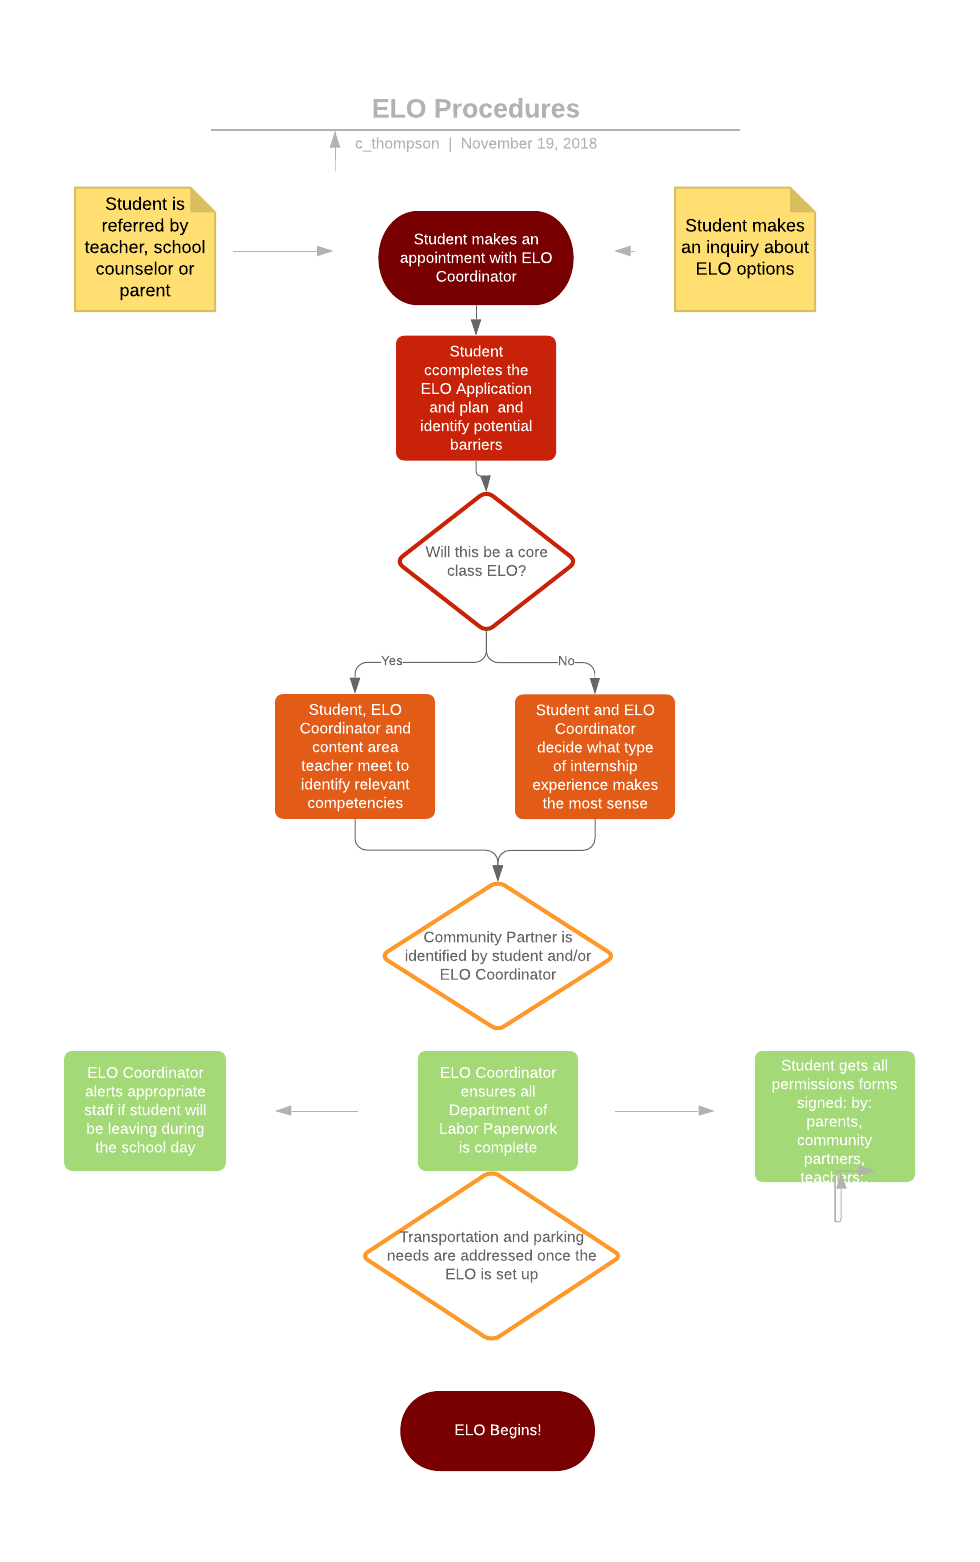 ELO Procedures
c_thompson | November 19, 2018
Student is
referred by
teacher, school
counselor or
parent
Student makes an
appointment with ELO
Coordinator
Student makes
an inquiry about
ELO options
Student
ccompletes the
ELO Application
and plan and
identify potential
barriers
Will this be a core
class ELO?
Yes
No
Student, ELO
Coordinator and
content area
teacher meet to
identify relevant
competencies
Student and ELO
Coordinator
decide what type
of internship
experience makes
the most sense
Community Partner is
identified by student and/or
ELO Coordinator
ELO Coordinator
alerts appropriate
staff if student will
be leaving during
the school day
ELO Coordinator
ensures all
Department of
Labor Paperwork
is complete
Student gets all
permissions forms
signed: by:
parents,
community
partners,
teachers..
Transportation and parking
needs are addressed once the
ELO is set up
ELO Begins!